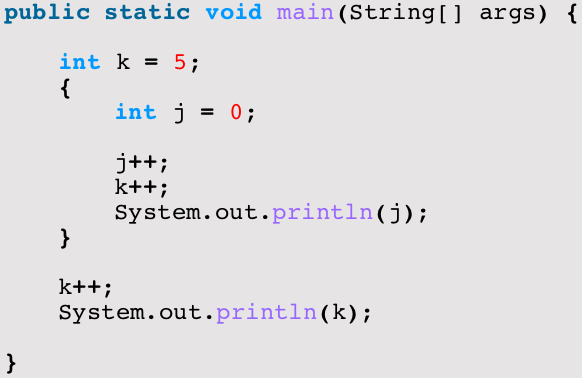 public static void main(String[] args) {
int k = 5;
{
int j = 0;
j++;
k++;
System.out.println(j);
}
k++;
System.out.println(k);
}